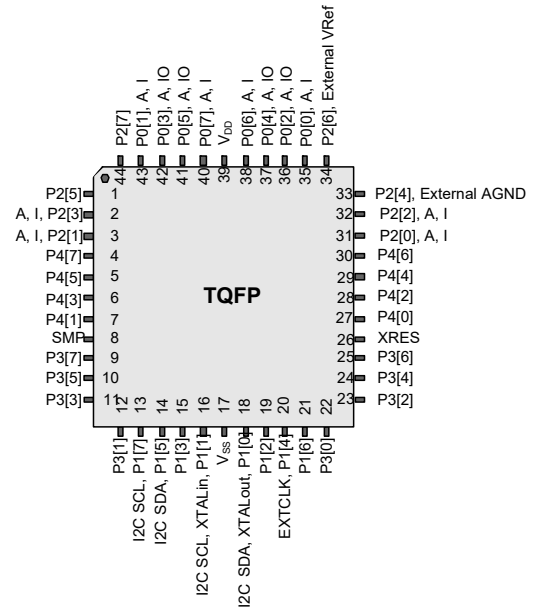 P2[7]
P0[1], A, I
P0[3], A, IO
P0[5], A, IO
P0[7], A, I
VDD
P0[6], A, I
P0[4], A, IO
P0[2], A, IO
P0[0], A, I
P2[6], External VRef
44
43
42
41
40
39
38
37
36
35
34
P2[5] 1
A, I, P2[3] 2
A, I, P2[1] 3
P4[7] 4
P4[5] 5
P4[3] 6
P4[1] 7
SMP 8
P3[7] 9
P3[5] 10
P3[3] 11
TQFP
33 P2[4], External AGND
32 P2[2], A, I
31 P2[0], A, I
30 P4[6]
29 P4[4]
28 P4[2]
27 P4[0]
26 XRES
25 P3[6]
24 P3[4]
23 P3[2]
12
13
14
15
16
17
18
19
20
21
22
P3[1]
I2C SCL, P1[7]
I2C SDA, P1[5]
P1[3]
I2C SCL, XTALin, P1[1]
Vss
I2C SDA, XTALout, P1[0]
P1[2]
EXTCLK, P1[4]
P1[6]
P3[0]